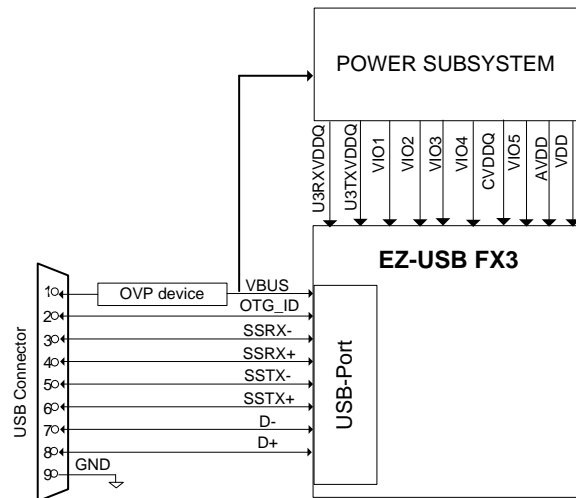 POWER SUBSYSTEM
U3RXVDDQ
U3TXVDDQ
VIO1
VIO2
VIO3
VIO4
CVDDQ
VIO5
AVDD
VDD
EZ-USB FX3
USB-Port
USB Connector
1
OVP device
VBUS
2
OTG_ID
3
SSRX-
4
SSRX+
5
SSTX-
6
SSTX+
7
D-
8
D+
9
GND